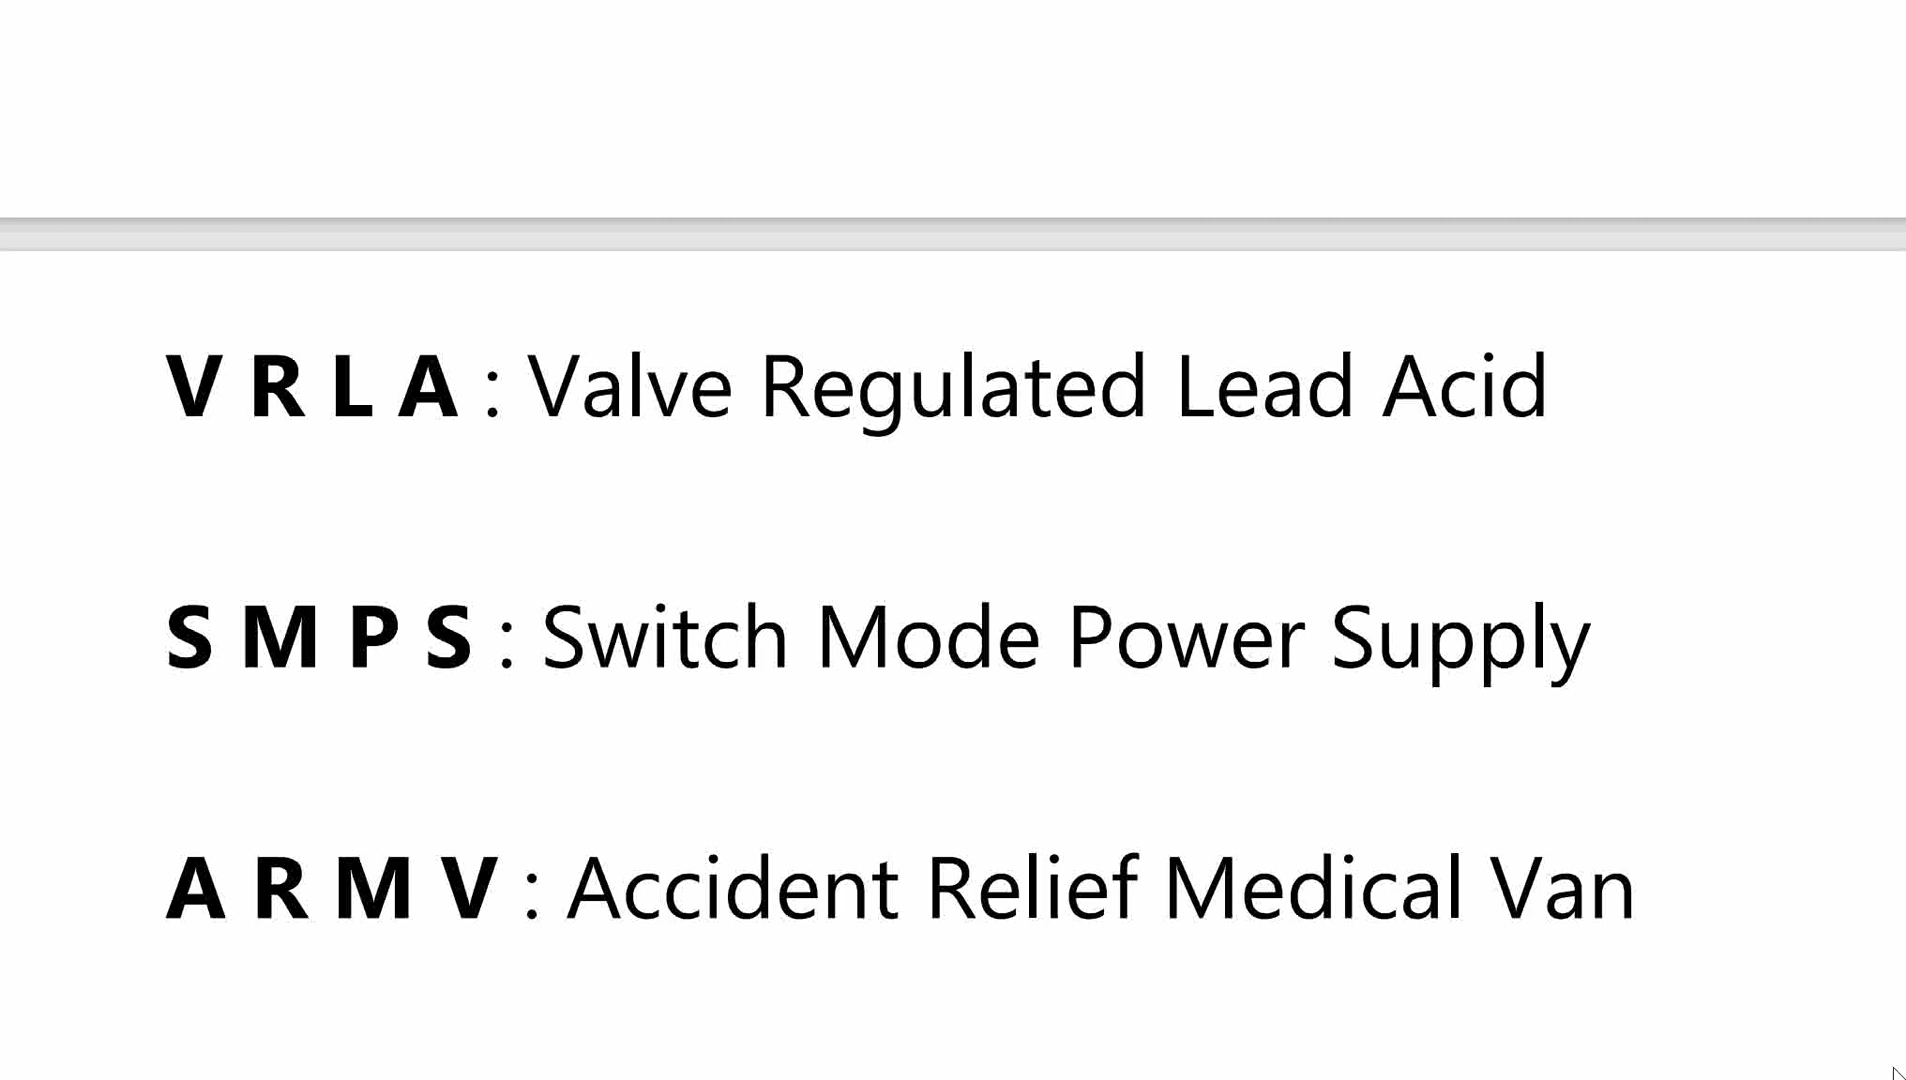 V R L A : Valve Regulated Lead Acid
S M P S : Switch Mode Power Supply
A R M V : Accident Relief Medical Van